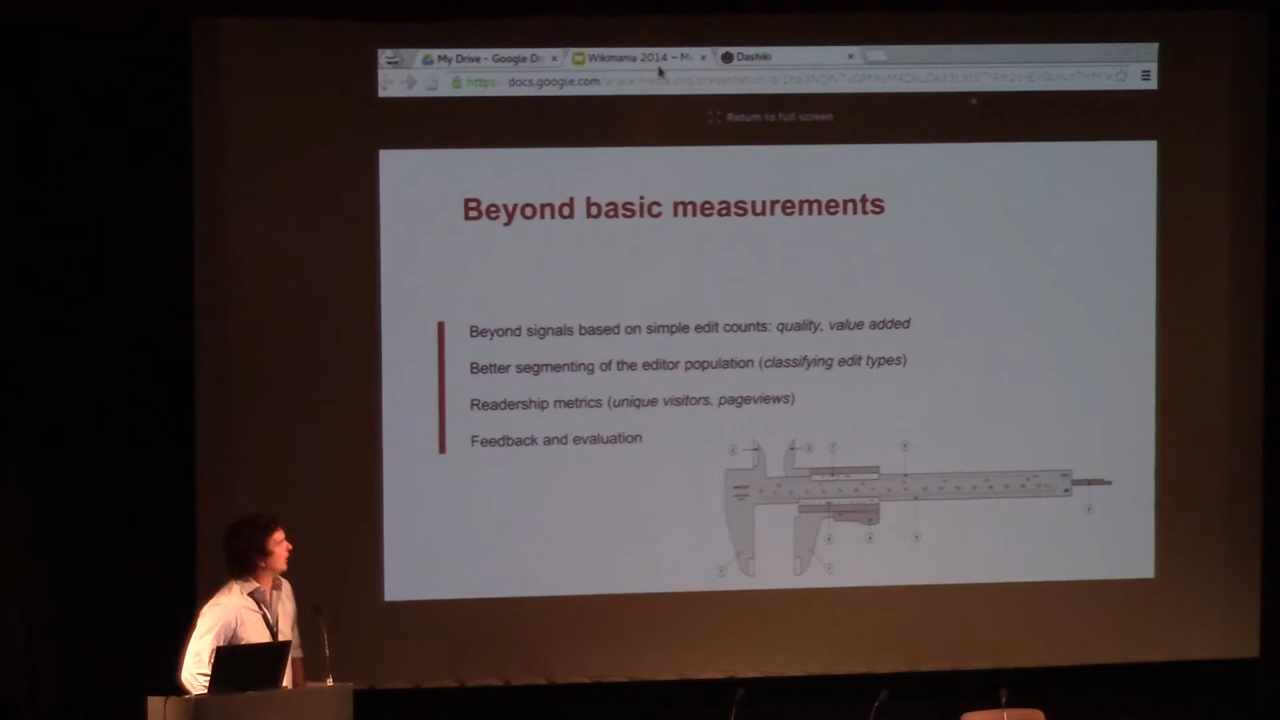 My Drive - Google D
Wikimania 2014 – M
Dashiki
https
docs.google.com
Return to full screen
Beyond basic measurements
Beyond signals based on simple edit counts: quality, value added
Better segmenting of the editor population (classifying edit types)
Readership metrics (unique visitors, pageviews)
Feedback and evaluation